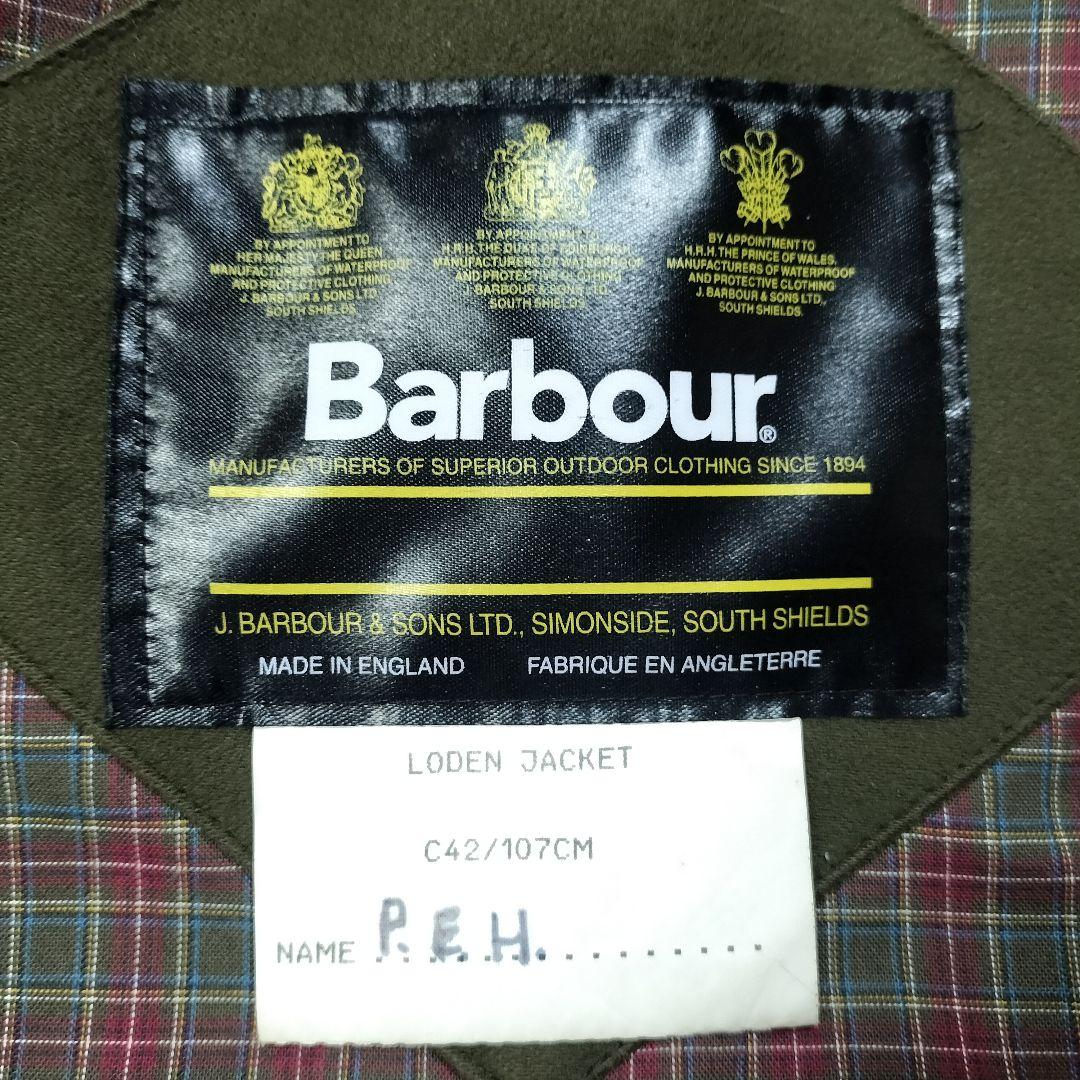 BY APPOINTMENT TO
HER MAJESTY THE QUEEN
MANUFACTURERS OF WATERPROOF
AND PROTECTIVE CLOTHING
J. BARBOUR & SONS LTD
SOUTH SHIELDS
BY APPOINTMENT TO
H.R.H. THE DUKE OF EDINBURGH
MANUFACTURERS OF WATERPROOF
AND PROTECTIVE CLOTHING
J. BARBOUR & SONS LTD
SOUTH SHIELDS
BY APPOINTMENT TO
H.R.H. THE PRINCE OF WALES.
MANUFACTURERS OF WATERPROOF
AND PROTECTIVE CLOTHING
J. BARBOUR & SONS LTD.,
SOUTH SHIELDS.
Barbour®
MANUFACTURERS OF SUPERIOR OUTDOOR CLOTHING SINCE 1894
J. BARBOUR & SONS LTD., SIMONSIDE, SOUTH SHIELDS
MADE IN ENGLAND FABRIQUE EN ANGLETERRE
LODEN JACKET
C42/107CM
NAME P.E.H.